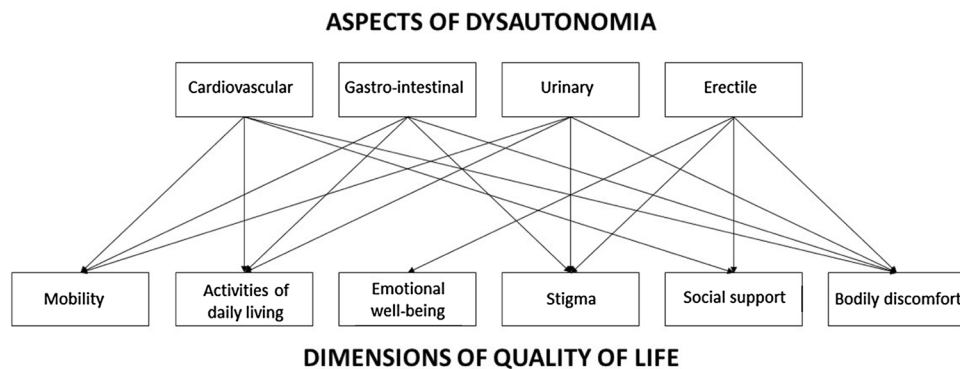 ASPECTS OF DYSAUTONOMIA
Cardiovascular
Gastro-intestinal
Urinary
Erectile
Mobility
Activities of
daily living
Emotional
well-being
Stigma
Social support
Bodily discomfort
DIMENSIONS OF QUALITY OF LIFE